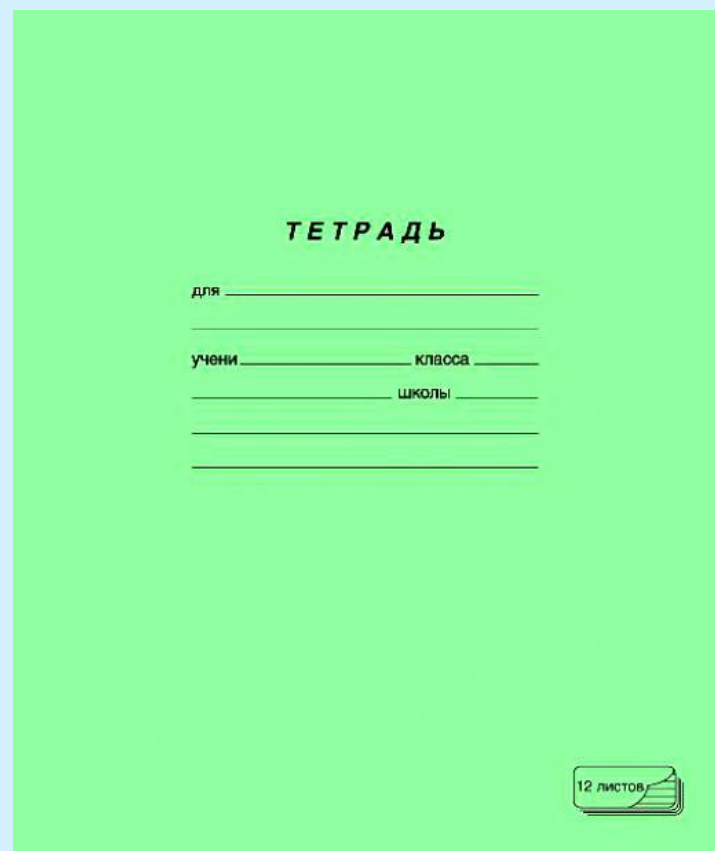 ТЕТРАДЬ
для
учени класса
школы
12 листов